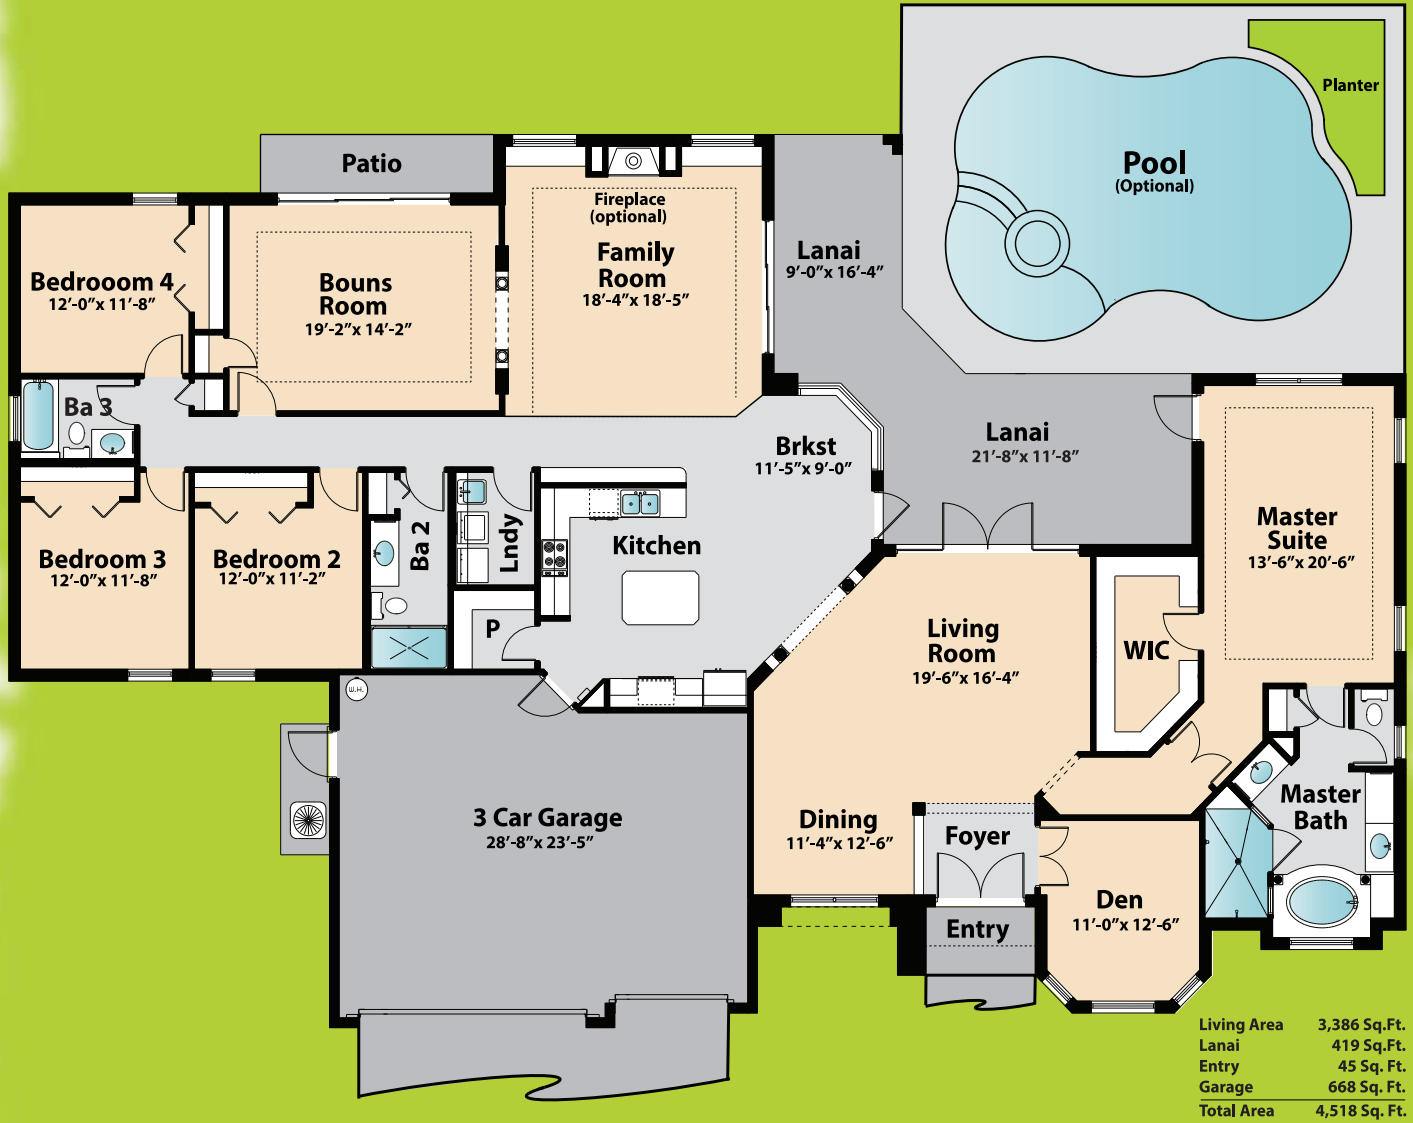 Planter
Pool
(Optional)
Patio
Fireplace
(optional)
Family
Room
18'-4"x 18'-5"
Lanai
9'-0"x 16'-4"
Bedrooom 4
12'-0"x 11'-8"
Bouns
Room
19'-2"x 14'-2"
Ba 3
Brkst
11'-5"x 9'-0"
Lanai
21'-8"x 11'-8"
Master
Suite
13'-6"x 20'-6"
Bedroom 3
12'-0"x 11'-8"
Bedroom 2
12'-0"x 11'-2"
Ba 2
Lndy
Kitchen
P
Living
Room
19'-6"x 16'-4"
WIC
W.H.
3 Car Garage
28'-8"x 23'-5"
Dining
11'-4"x 12'-6"
Foyer
Master
Bath
Den
11'-0"x 12'-6"
Entry
Living Area 3,386 Sq.Ft.
Lanai 419 Sq.Ft.
Entry 45 Sq. Ft.
Garage 668 Sq. Ft.
Total Area 4,518 Sq. Ft.